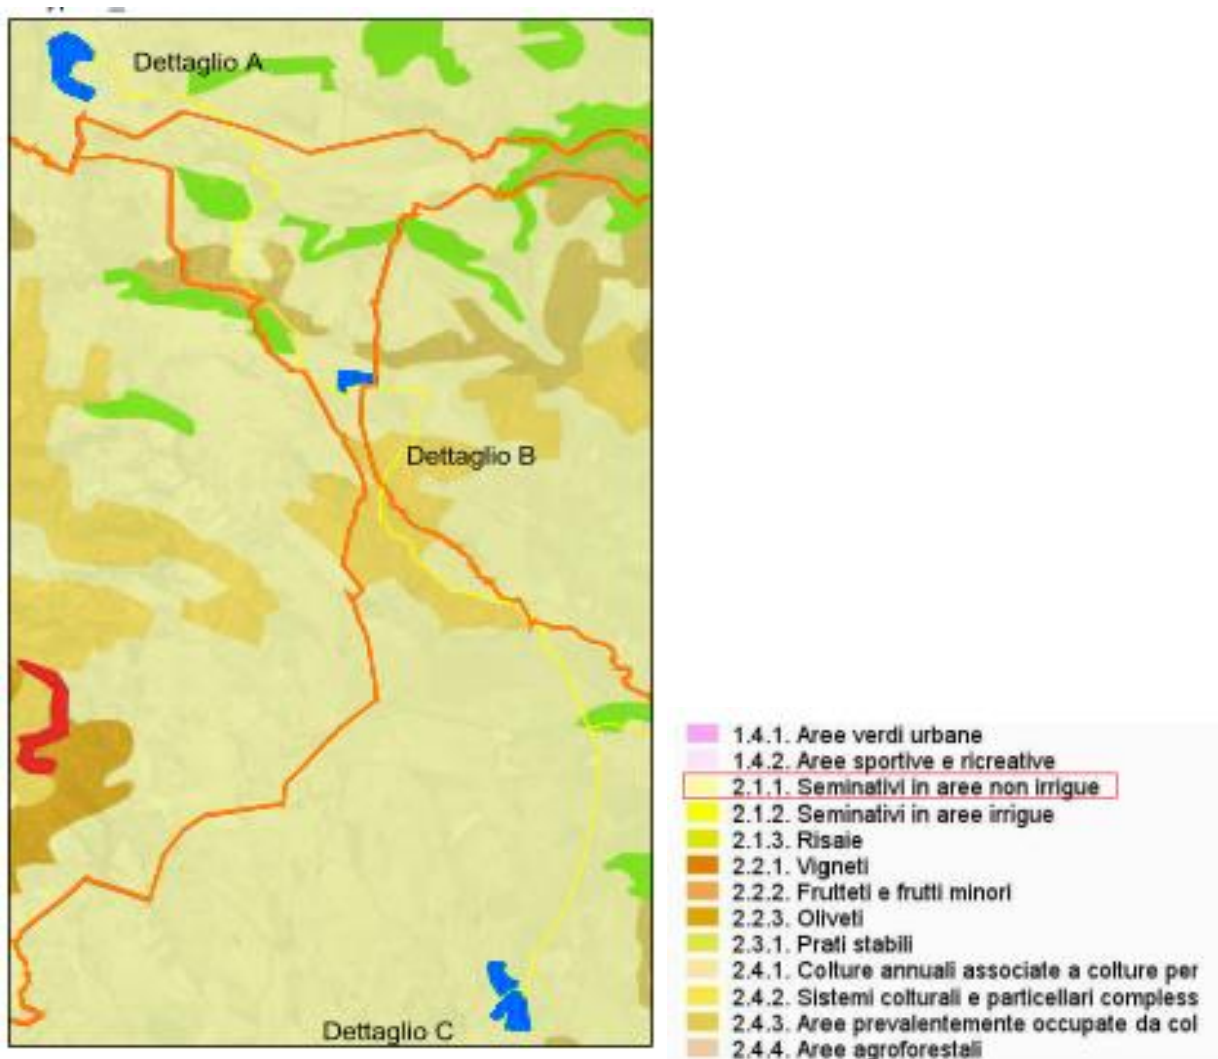 Dettaglio A
Dettaglio B
Dettaglio C
1.4.1. Aree verdi urbane
1.4.2. Aree sportive e ricreative
2.1.1. Seminativi in aree non irrigue
2.1.2. Seminativi in aree irrigue
2.1.3. Risaie
2.2.1. Vigneti
2.2.2. Frutteti e frutti minori
2.2.3. Oliveti
2.3.1. Prati stabili
2.4.1. Colture annuali associate a colture per
2.4.2. Sistemi colturali e particellari compless
2.4.3. Aree prevalentemente occupate da col
2.4.4. Aree agroforestali